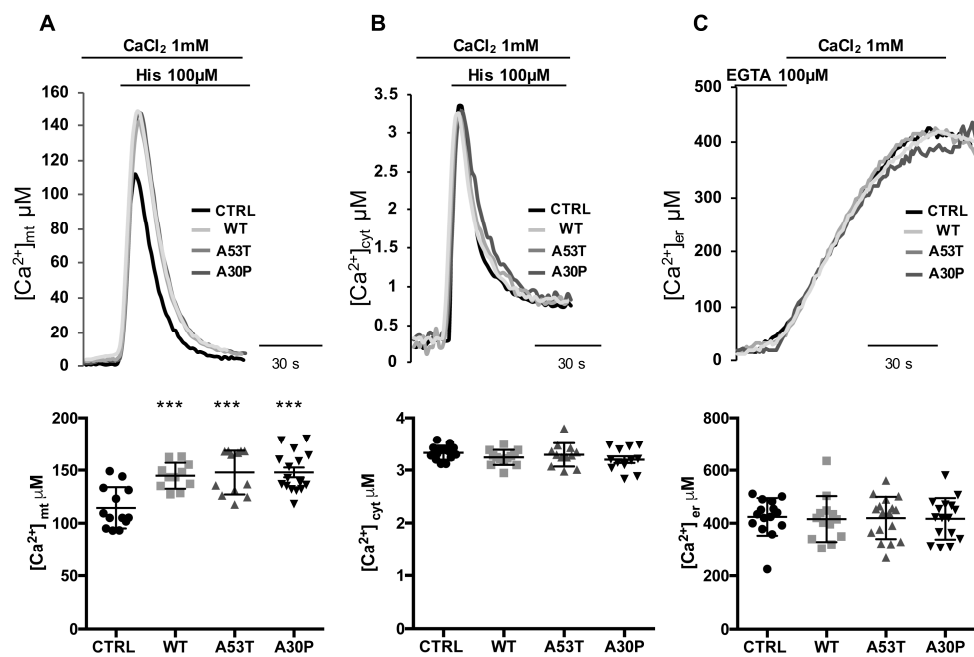 A
CaCl₂ 1mM
His 100µM
160
140
120
100
80
60
40
20
0
[Ca²⁺]mt µM
CTRL
WT
A53T
A30P
30 s
B
CaCl₂ 1mM
His 100µM
3.5
3
2.5
2
1.5
1
0.5
0
[Ca²⁺]cyt µM
CTRL
WT
A53T
A30P
30 s
C
CaCl₂ 1mM
EGTA 100µM
500
400
300
200
100
0
[Ca²⁺]er µM
CTRL
WT
A53T
A30P
30 s
*** *** ***
200
150
100
50
0
[Ca²⁺]mt µM
CTRL WT A53T A30P
4
3
2
1
0
[Ca²⁺]cyt µM
CTRL WT A53T A30P
800
600
400
200
0
[Ca²⁺]er µM
CTRL WT A53T A30P